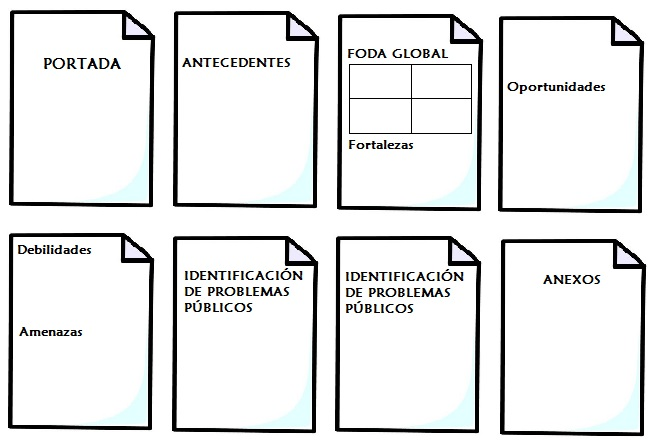 PORTADA
ANTECEDENTES
FODA GLOBAL
Fortalezas
Oportunidades
Debilidades
Amenazas
IDENTIFICACIÓN
DE PROBLEMAS
PÚBLICOS
IDENTIFICACIÓN
DE PROBLEMAS
PÚBLICOS
ANEXOS